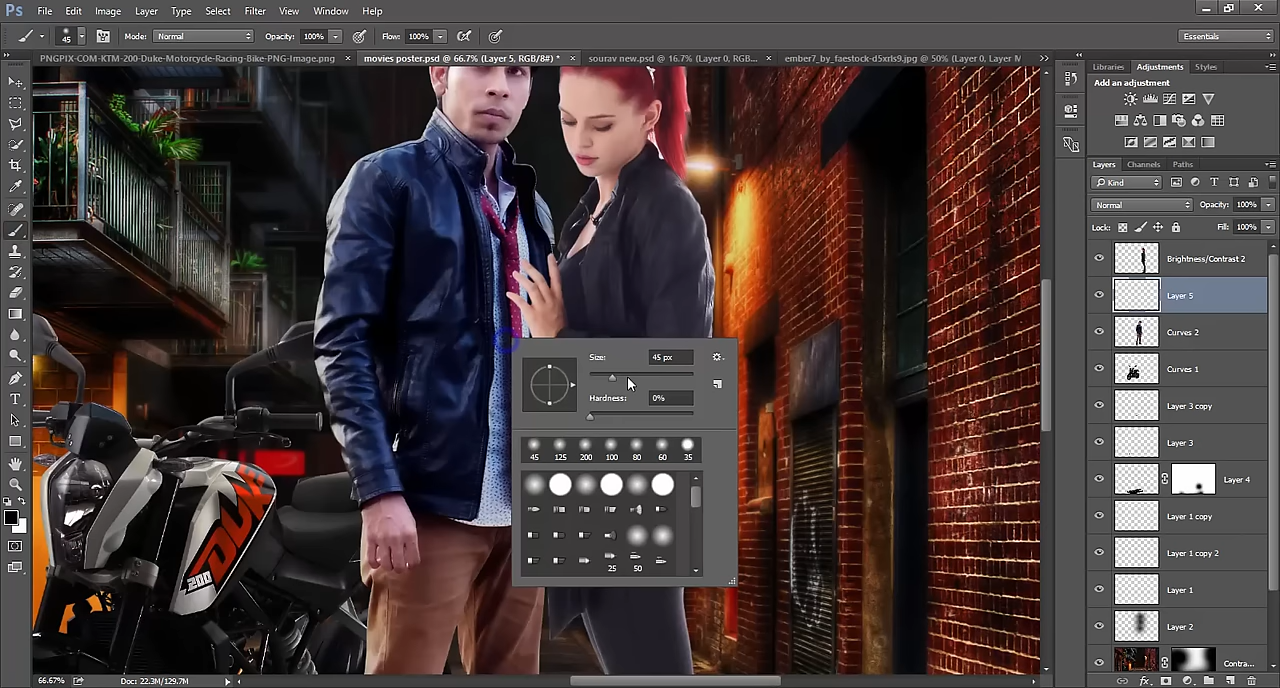 Ps File Edit Image Layer Type Select Filter View Window Help
45 Mode: Normal Opacity: 100% Flow: 100% Essentials
PNGPIX-COM-KTM-200-Duke-Motorcycle-Racing-Bike-PNG-Image.png × movies poster.psd @ 66.7% (Layer 5, RGB/8#) * × sourav new.psd @ 16.7% (Layer 0, RGB... × ember7_by_faestock-d5xrls9.jpg @ 50% (Layer 0, Layer M
Libraries Adjustments Styles
Add an adjustment
Layers Channels Paths
Kind
Normal Opacity: 100%
Lock: Fill: 100%
Brightness/Contrast 2
Layer 5
Curves 2
Curves 1
Layer 3 copy
Layer 3
Layer 4
Layer 1 copy
Layer 1 copy 2
Layer 1
Layer 2
Contra...
Size: 45 px
Hardness: 0%
45 125 200 100 80 60 35
25 50
DUKE
200
66.67% Doc: 22.3M/129.7M